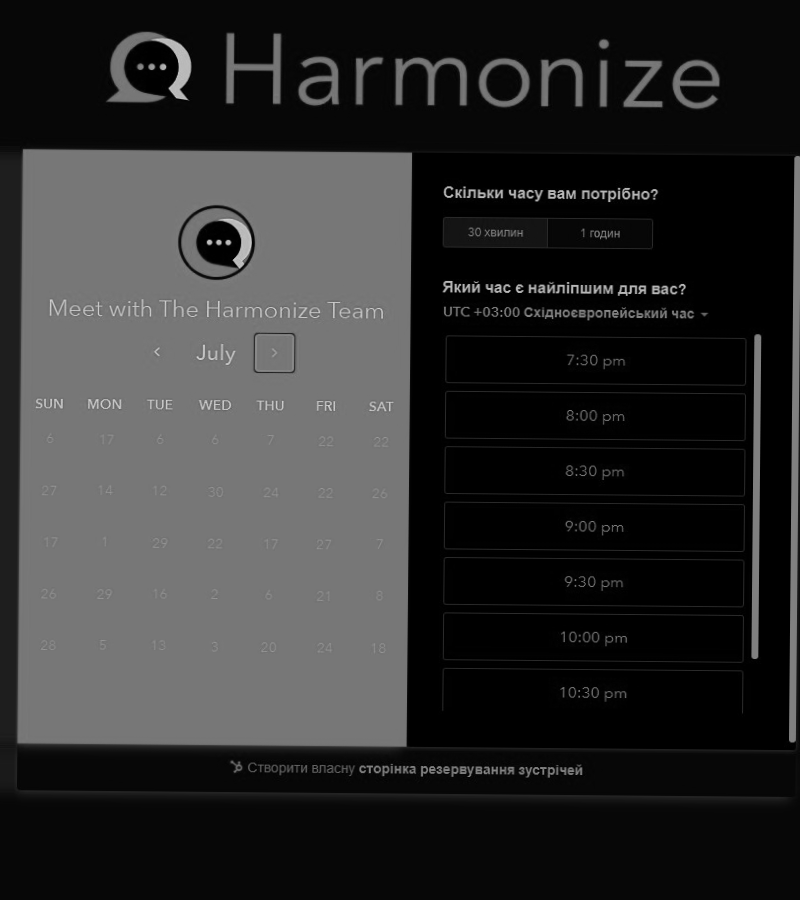 Harmonize
Meet with The Harmonize Team
July
SUN MON TUE WED THU FRI SAT
6 17 6 6 7 22 22
27 14 12 30 24 22 26
17 1 29 22 17 27 7
26 29 16 2 6 21 8
28 5 13 3 20 24 18
Скільки часу вам потрібно?
30 хвилин 1 годин
Який час є найліпшим для вас?
UTC +03:00 Східноєвропейський час
7:30 pm
8:00 pm
8:30 pm
9:00 pm
9:30 pm
10:00 pm
10:30 pm
Створити власну сторінка резервування зустрічей